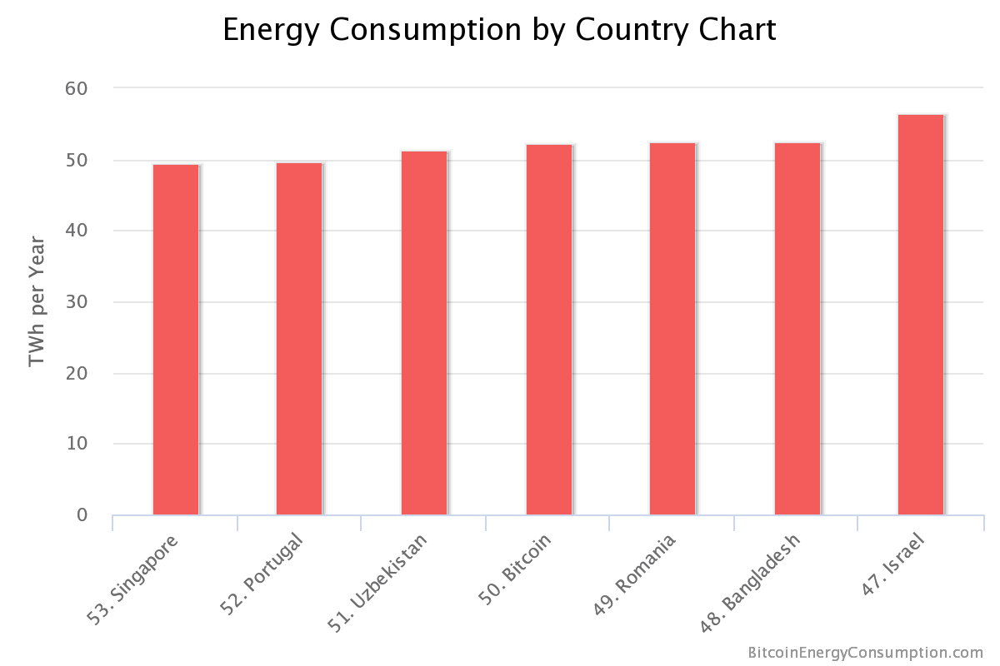 Energy Consumption by Country Chart
60
50
40
30
20
10
0
TWh per Year
53. Singapore
52. Portugal
51. Uzbekistan
50. Bitcoin
49. Romania
48. Bangladesh
47. Israel
BitcoinEnergyConsumption.com